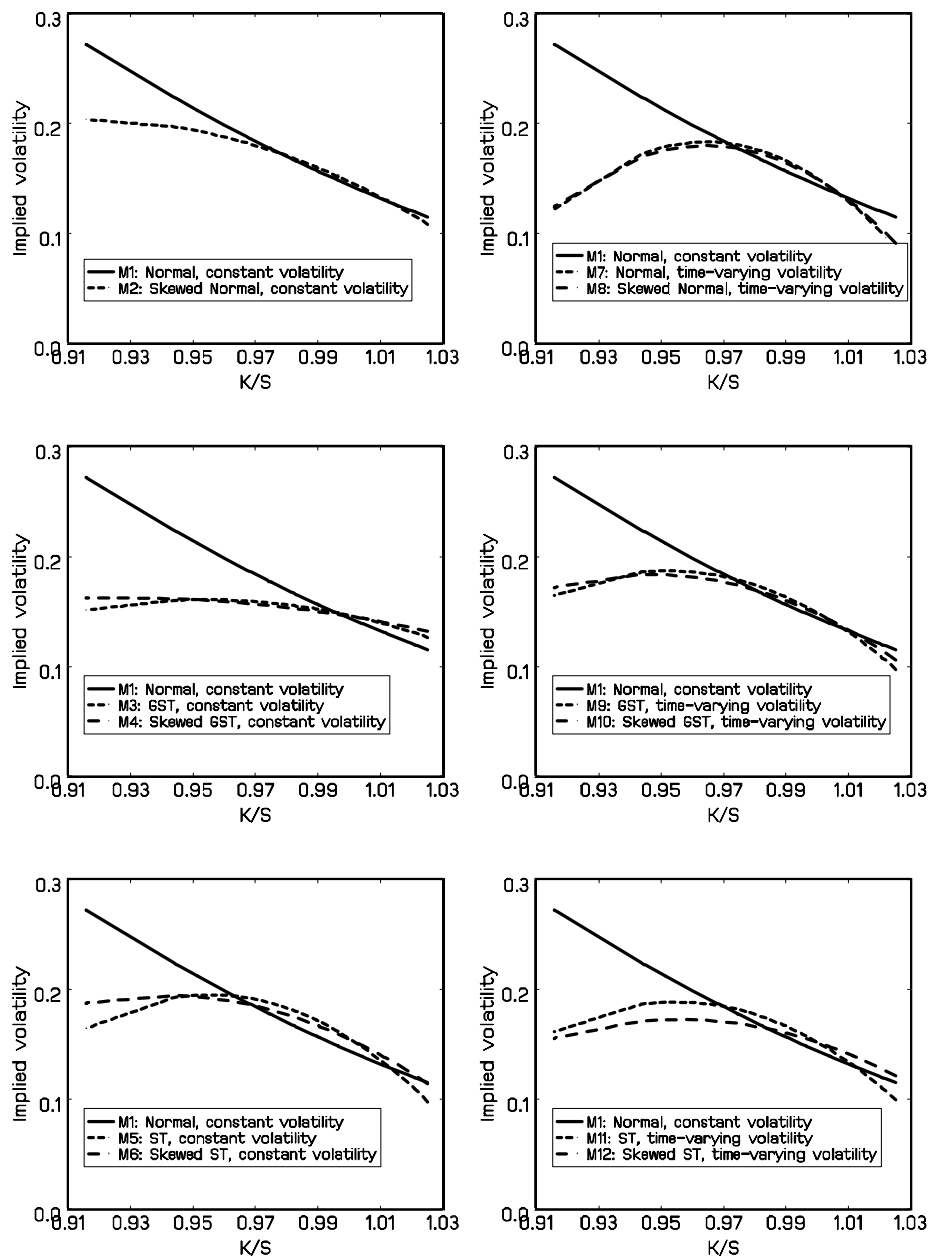 0.3
0.2
0.1
0.0
Implied volatility
M1: Normal, constant volatility
M2: Skewed Normal, constant volatility
0.91 0.93 0.95 0.97 0.99 1.01 1.03
K/S
0.3
0.2
0.1
0.0
Implied volatility
M1: Normal, constant volatility
M7: Normal, time-varying volatility
M8: Skewed Normal, time-varying volatility
0.91 0.93 0.95 0.97 0.99 1.01 1.03
K/S
0.3
0.2
0.1
0.0
Implied volatility
M1: Normal, constant volatility
M3: GST, constant volatility
M4: Skewed GST, constant volatility
0.91 0.93 0.95 0.97 0.99 1.01 1.03
K/S
0.3
0.2
0.1
0.0
Implied volatility
M1: Normal, constant volatility
M9: GST, time-varying volatility
M10: Skewed GST, time-varying volatility
0.91 0.93 0.95 0.97 0.99 1.01 1.03
K/S
0.3
0.2
0.1
0.0
Implied volatility
M1: Normal, constant volatility
M5: ST, constant volatility
M6: Skewed ST, constant volatility
0.91 0.93 0.95 0.97 0.99 1.01 1.03
K/S
0.3
0.2
0.1
0.0
Implied volatility
M1: Normal, constant volatility
M11: ST, time-varying volatility
M12: Skewed ST, time-varying volatility
0.91 0.93 0.95 0.97 0.99 1.01 1.03
K/S